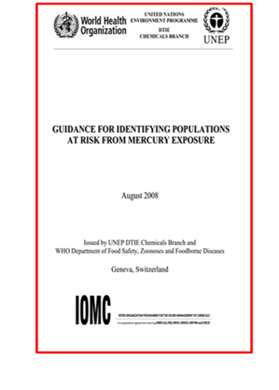 World Health
Organization
UNITED NATIONS
ENVIRONMENT PROGRAMME
DTIE
CHEMICALS BRANCH
UNEP
GUIDANCE FOR IDENTIFYING POPULATIONS
AT RISK FROM MERCURY EXPOSURE
August 2008
Issued by UNEP DTIE Chemicals Branch and
WHO Department of Food Safety, Zoonoses and Foodborne Diseases
Geneva, Switzerland
IOMC
INTER-ORGANIZATION PROGRAMME FOR THE SOUND MANAGEMENT OF CHEMICALS